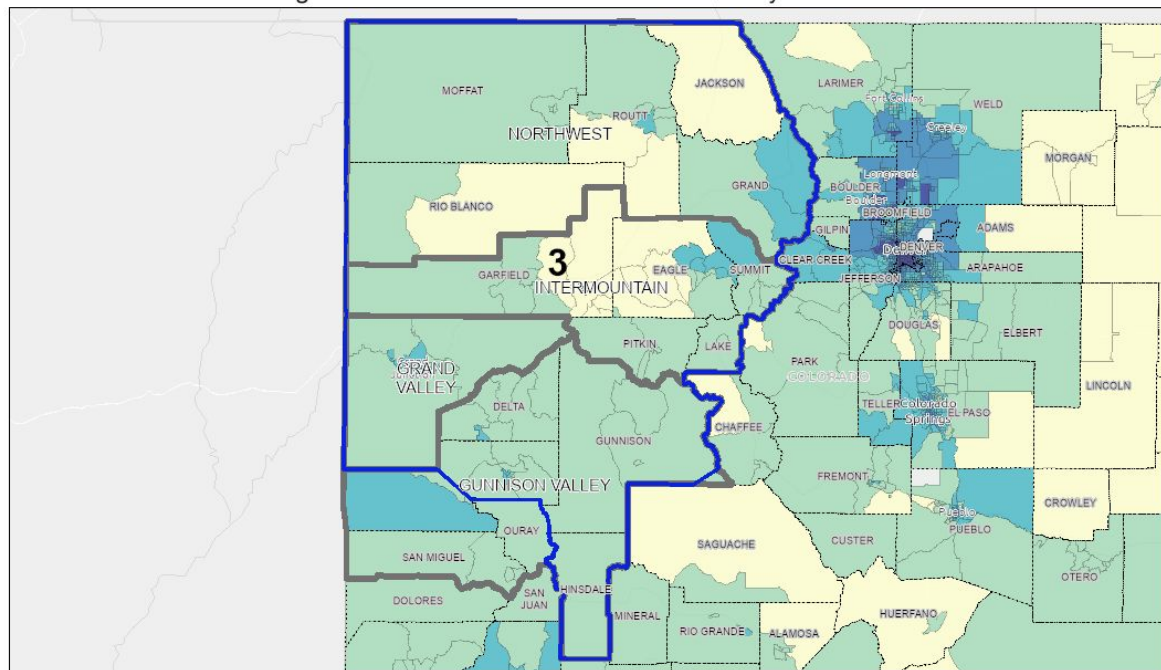 JACKSON
LARIMER
MOFFAT
Fort Collins
WELD
ROUTT
Greeley
NORTHWEST
MORGAN
Longmont
GRAND
BOULDER
Boulder
RIO BLANCO
BROOMFIELD
GILPIN
ADAMS
DENVER
3
CLEAR CREEK
GARFIELD
EAGLE
SUMMIT
ARAPAHOE
INTERMOUNTAIN
JEFFERSON
DOUGLAS
ELBERT
PITKIN
LAKE
PARK
GRAND
VALLEY
COLORADO
LINCOLN
DELTA
TELLER
Colorado
Springs
EL PASO
GUNNISON
CHAFFEE
FREMONT
GUNNISON VALLEY
CROWLEY
Pueblo
PUEBLO
OURAY
SAGUACHE
CUSTER
SAN MIGUEL
OTERO
HINSDALE
DOLORES
SAN
JUAN
MINERAL
HUERFANO
RIO GRANDE
ALAMOSA